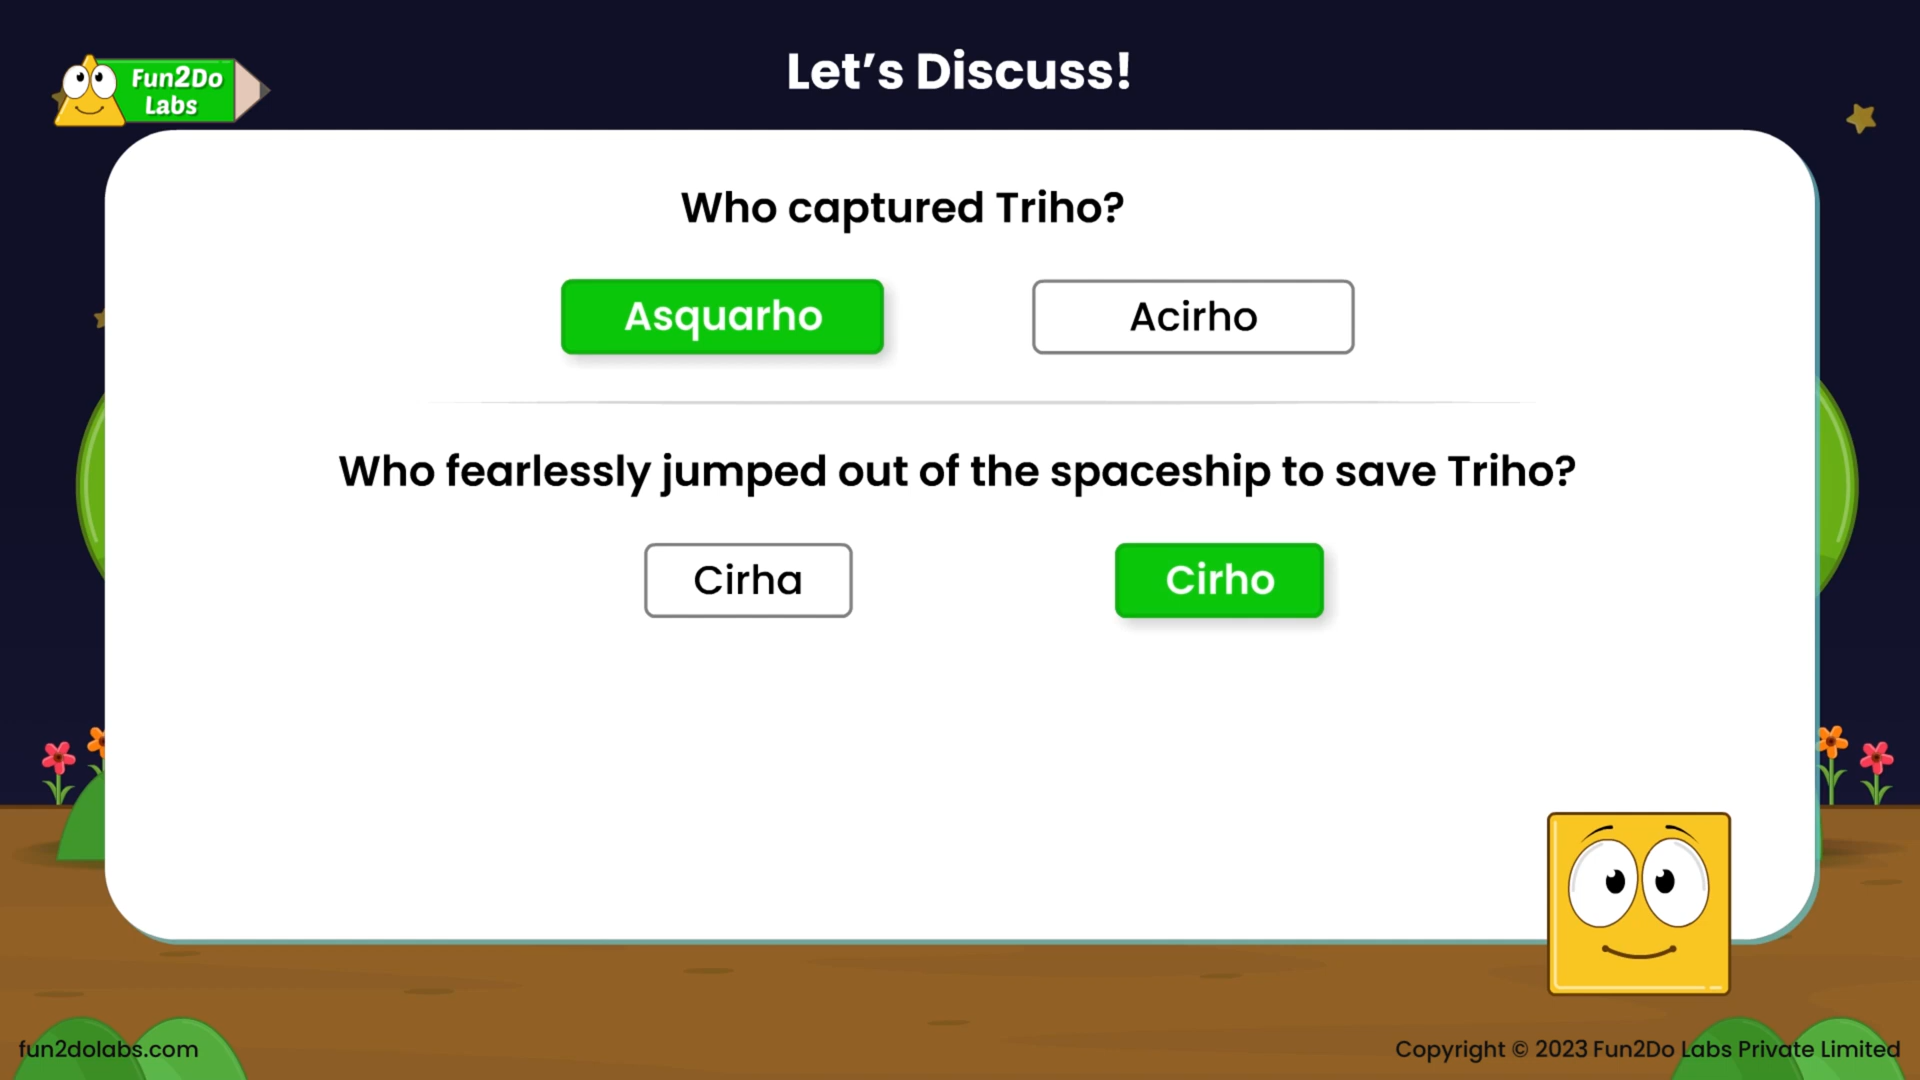 Let's Discuss!
Fun2Do
Labs
Who captured Triho?
Asquarho
Acirho
Who fearlessly jumped out of the spaceship to save Triho?
Cirha
Cirho
fun2dolabs.com
Copyright © 2023 Fun2Do Labs Private Limited